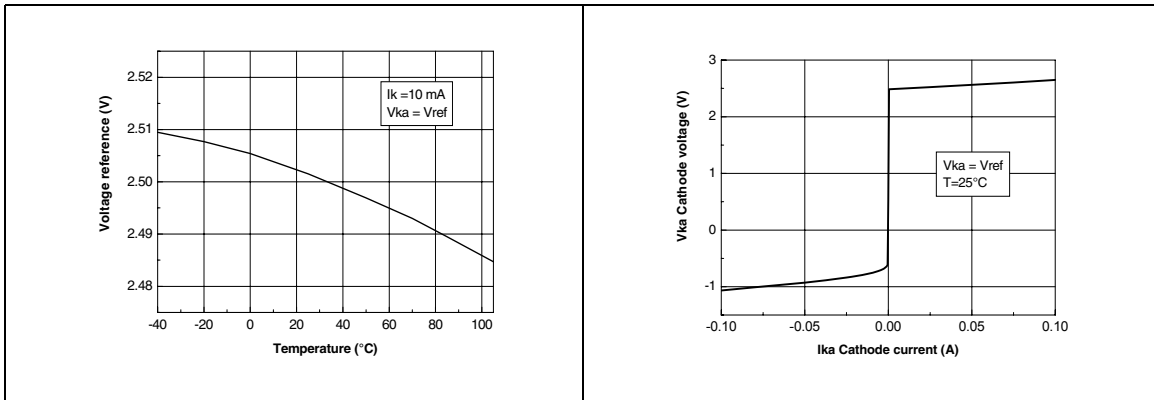 2.52
2.51
2.50
2.49
2.48
-40 -20 0 20 40 60 80 100
Voltage reference (V)
Temperature (°C)
Ik =10 mA
Vka = Vref
3
2
1
0
-1
-0.10 -0.05 0.00 0.05 0.10
Vka Cathode voltage (V)
Ika Cathode current (A)
Vka = Vref
T=25°C